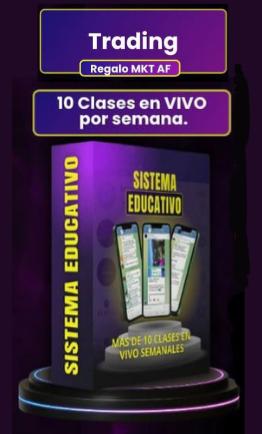 Trading
Regalo MKT AF
10 Clases en VIVO
por semana.
SISTEMA EDUCATIVO
SISTEMA
EDUCATIVO
MÁS DE 10 CLASES EN
VIVO SEMANALES